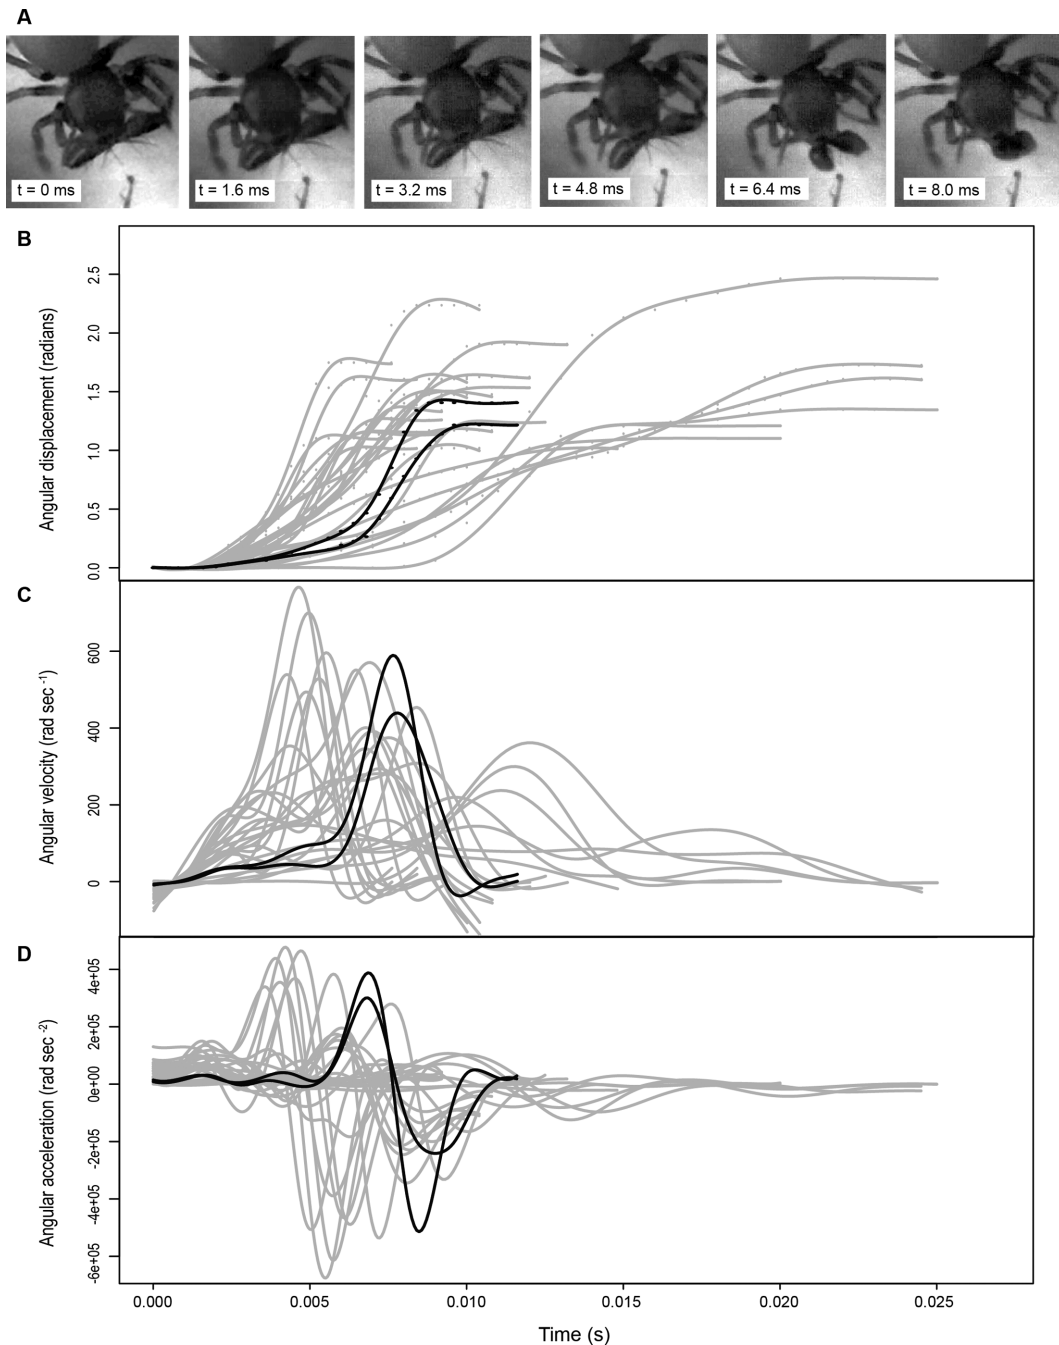 A
t = 0 ms
t = 1.6 ms
t = 3.2 ms
t = 4.8 ms
t = 6.4 ms
t = 8.0 ms
B
Angular displacement (radians)
2.5
2.0
1.5
1.0
0.5
0.0
C
Angular velocity (rad sec⁻¹)
600
400
200
0
D
Angular acceleration (rad sec⁻²)
4e+05
2e+05
0e+00
-2e+05
-4e+05
-6e+05
0.000
0.005
0.010
0.015
0.020
0.025
Time (s)